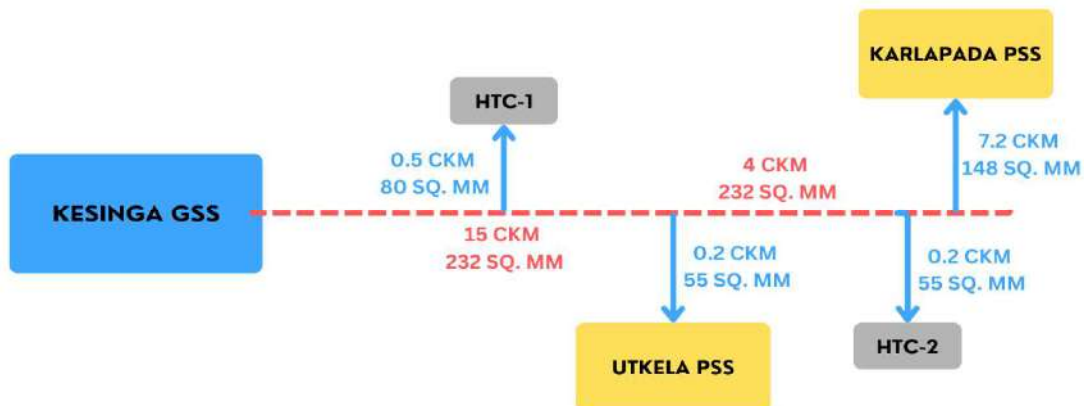 KARLAPADA PSS
HTC-1
7.2 CKM
148 SQ. MM
0.5 CKM
80 SQ. MM
4 CKM
232 SQ. MM
KESINGA GSS
15 CKM
232 SQ. MM
0.2 CKM
55 SQ. MM
0.2 CKM
55 SQ. MM
UTKELA PSS
HTC-2